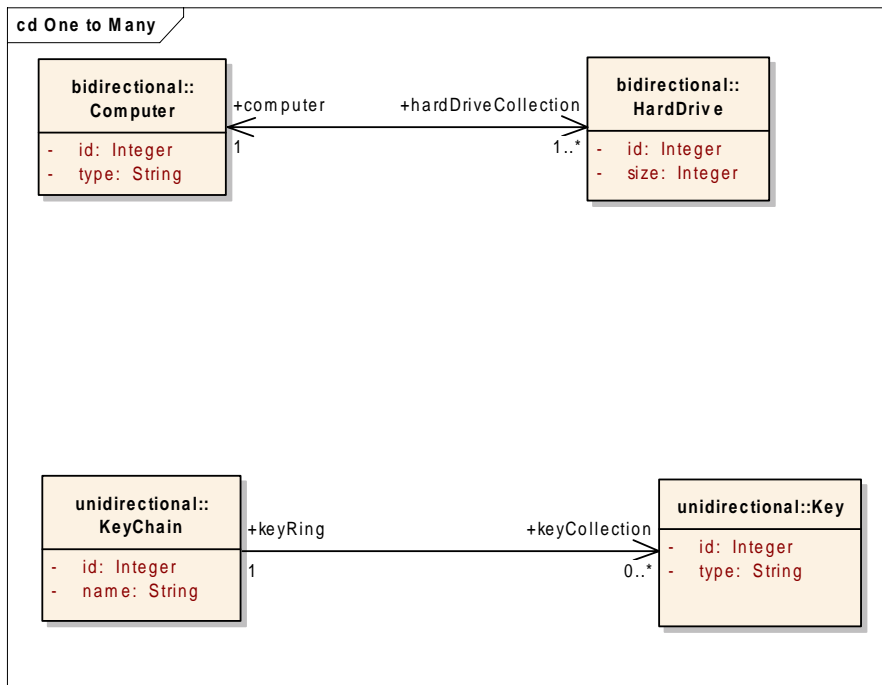 cd One to Many
bidirectional::
Computer
- id: Integer
- type: String
+computer
1
+hardDriveCollection
1..*
bidirectional::
HardDrive
- id: Integer
- size: Integer
unidirectional::
KeyChain
- id: Integer
- name: String
+keyRing
1
+keyCollection
0..*
unidirectional::Key
- id: Integer
- type: String